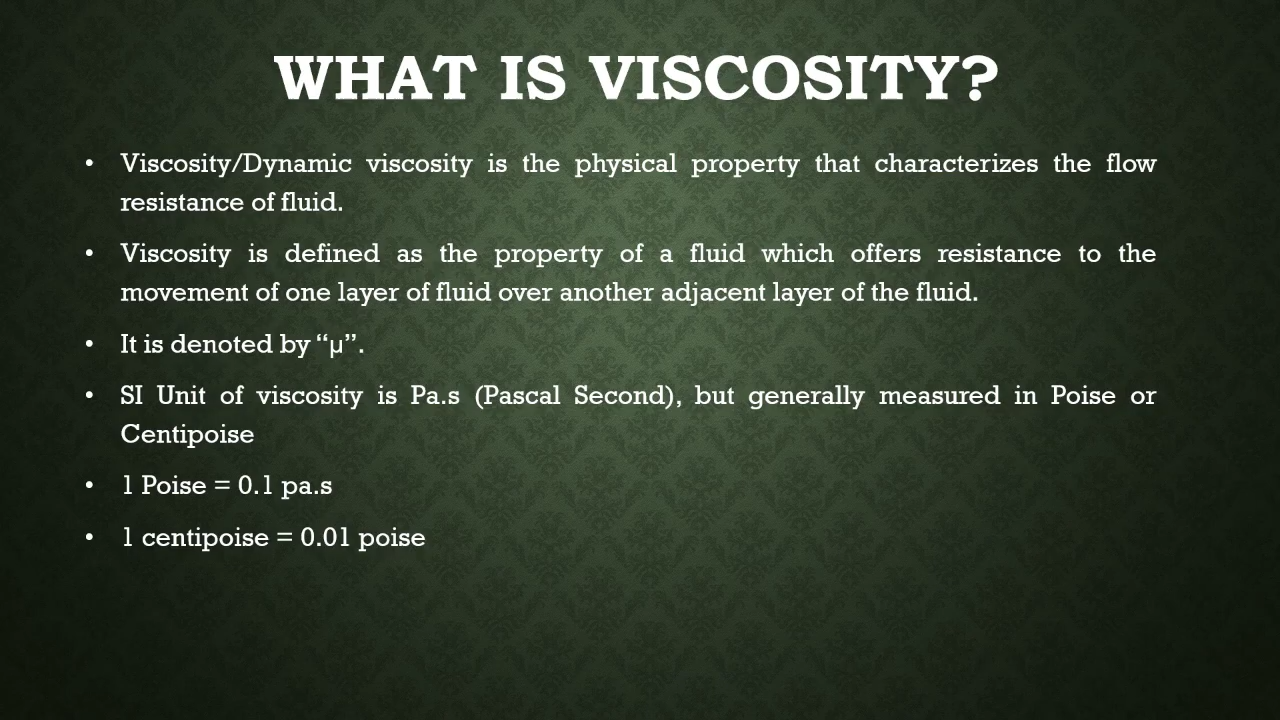 WHAT IS VISCOSITY?
• Viscosity/Dynamic viscosity is the physical property that characterizes the flow
resistance of fluid.
• Viscosity is defined as the property of a fluid which offers resistance to the
movement of one layer of fluid over another adjacent layer of the fluid.
• It is denoted by “μ”.
• SI Unit of viscosity is Pa.s (Pascal Second), but generally measured in Poise or
Centipoise
• 1 Poise = 0.1 pa.s
• 1 centipoise = 0.01 poise